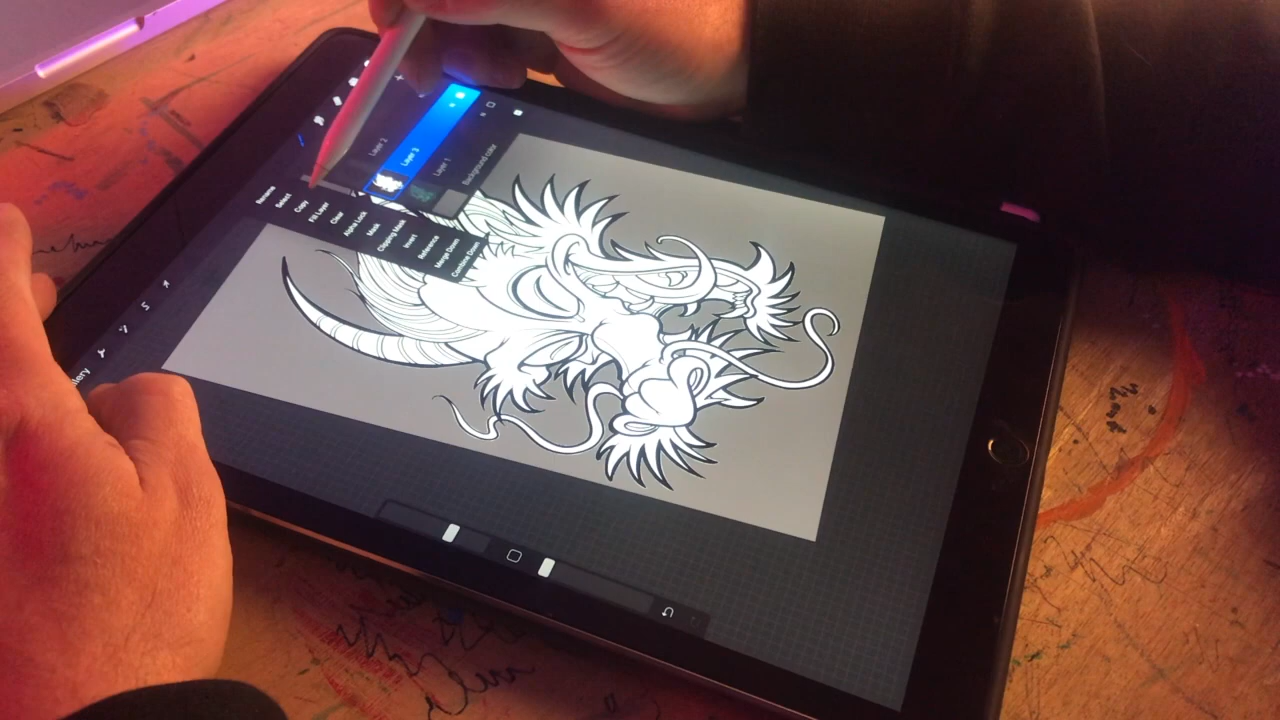 Rename
Select
Copy
Fill Layer
Clear
Alpha Lock
Mask
Clipping Mask
Invert
Reference
Merge Down
Combine Down
Layer 2
Layer 3
N
Layer 1
N
Background color